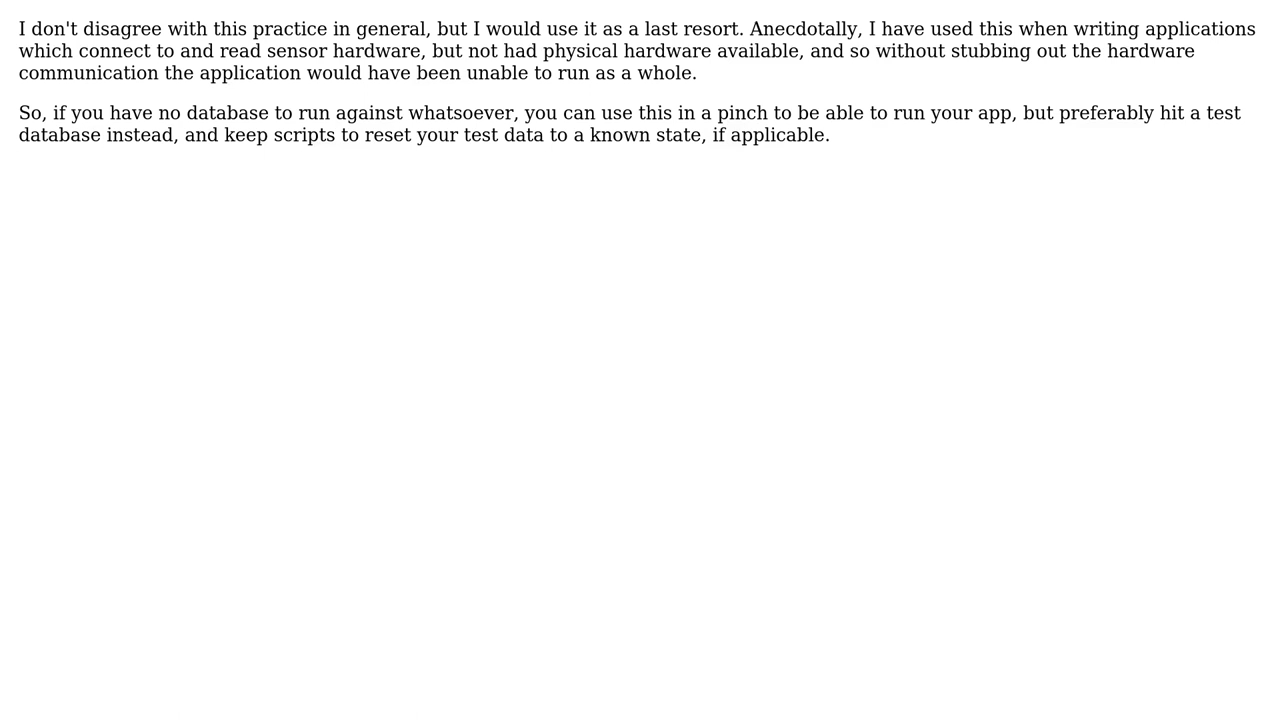 I don't disagree with this practice in general, but I would use it as a last resort. Anecdotally, I have used this when writing applications
which connect to and read sensor hardware, but not had physical hardware available, and so without stubbing out the hardware
communication the application would have been unable to run as a whole.
So, if you have no database to run against whatsoever, you can use this in a pinch to be able to run your app, but preferably hit a test
database instead, and keep scripts to reset your test data to a known state, if applicable.